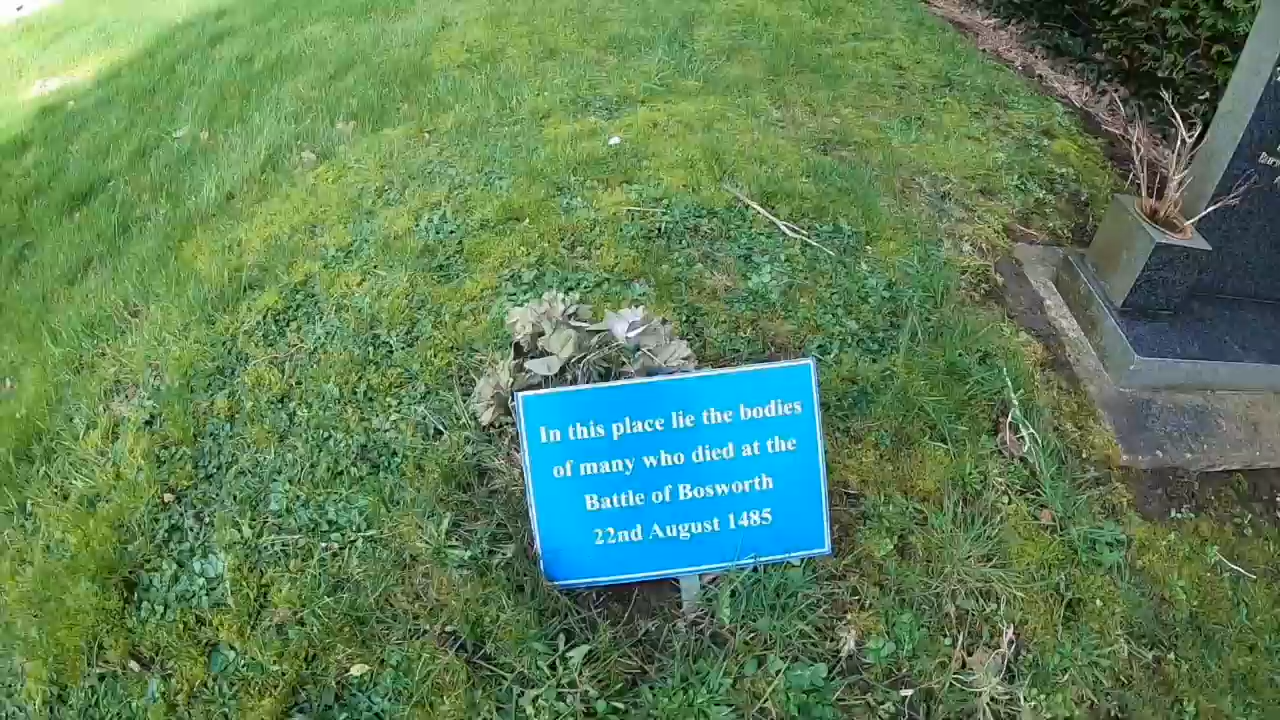 In this place lie the bodies
of many who died at the
Battle of Bosworth
22nd August 1485